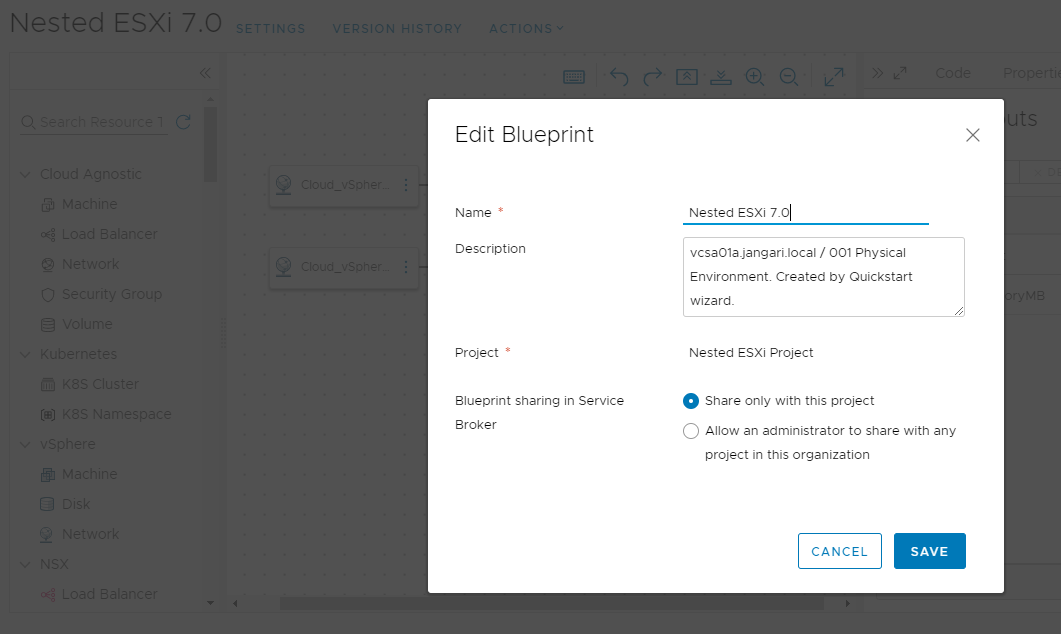 Nested ESXi 7.0 SETTINGS VERSION HISTORY ACTIONS
Code
Search Resource T
Cloud Agnostic
Machine
Load Balancer
Network
Security Group
Volume
Kubernetes
K8S Cluster
K8S Namespace
vSphere
Machine
Disk
Network
NSX
Load Balancer
Cloud_vSphere...
Cloud_vSphere...
Edit Blueprint
Name *
Nested ESXi 7.0
Description
vcsa01a.jangari.local / 001 Physical
Environment. Created by Quickstart
wizard.
Project *
Nested ESXi Project
Blueprint sharing in Service
Broker
Share only with this project
Allow an administrator to share with any
project in this organization
CANCEL
SAVE